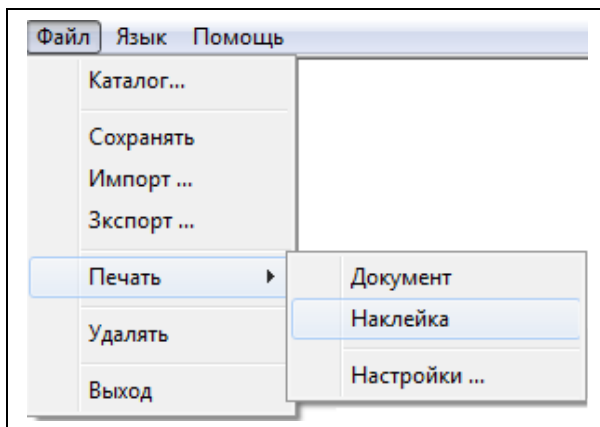 Файл Язык Помощь
Каталог...
Сохранять
Импорт ...
Зкспорт ...
Печать
Документ
Наклейка
Удалять
Настройки ...
Выход